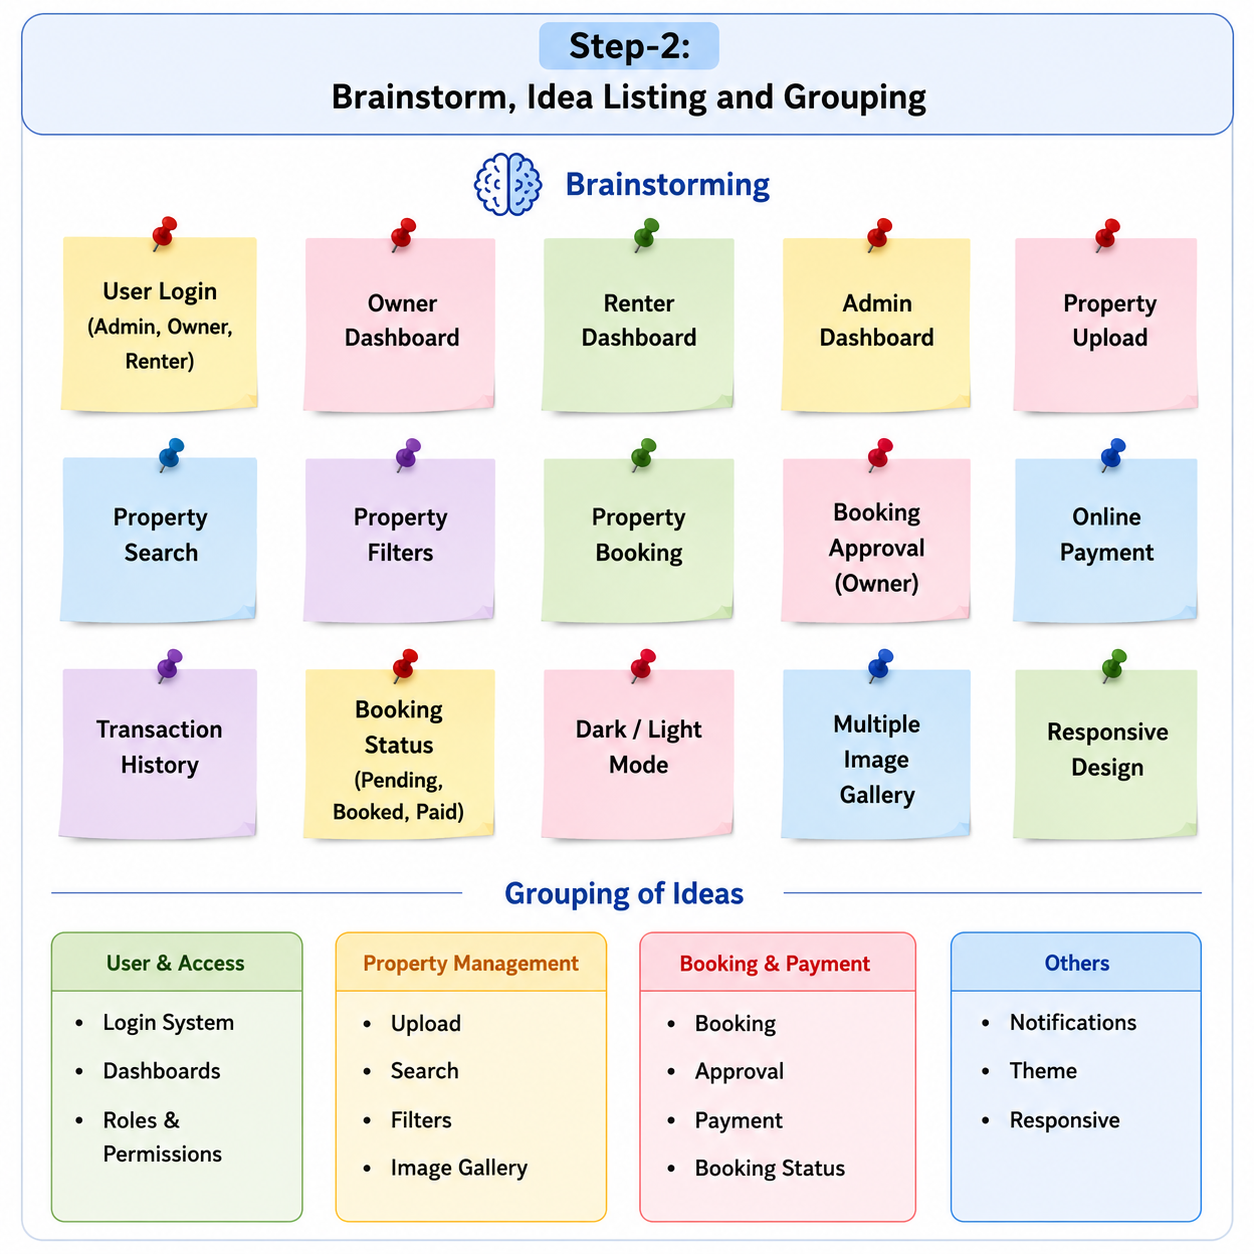 Step-2:
Brainstorm, Idea Listing and Grouping
Brainstorming
User Login
(Admin, Owner,
Renter)
Owner
Dashboard
Renter
Dashboard
Admin
Dashboard
Property
Upload
Property
Search
Property
Filters
Property
Booking
Booking
Approval
(Owner)
Online
Payment
Transaction
History
Booking
Status
(Pending,
Booked, Paid)
Dark / Light
Mode
Multiple
Image
Gallery
Responsive
Design
Grouping of Ideas
User & Access
• Login System
• Dashboards
• Roles &
Permissions
Property Management
• Upload
• Search
• Filters
• Image Gallery
Booking & Payment
• Booking
• Approval
• Payment
• Booking Status
Others
• Notifications
• Theme
• Responsive